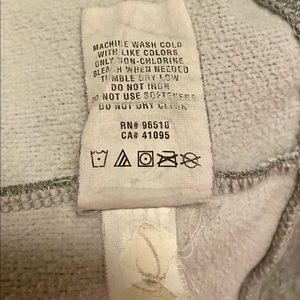 MACHINE WASH COLD
WITH LIKE COLORS
ONLY NON-CHLORINE
BLEACH WHEN NEEDED
TUMBLE DRY LOW
DO NOT IRON
DO NOT USE SOFTENERS
DO NOT DRY CLEAN
RN# 96510
CA# 41095